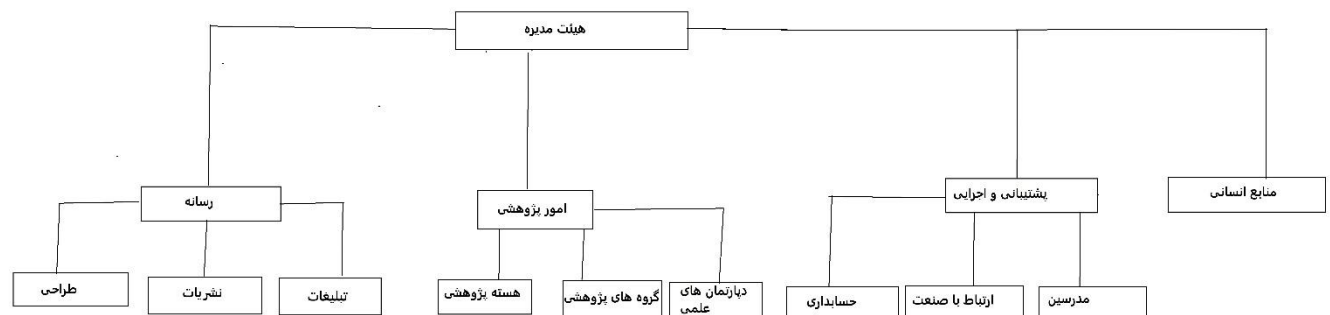 هیئت مدیره
رسانه
امور پژوهشی
پشتیبانی و اجرایی
منابع انسانی
طراحی
نشریات
تبلیغات
هسته پژوهشی
گروه های پژوهشی
دپارتمان های
علمی
حسابداری
ارتباط با صنعت
مدرسین